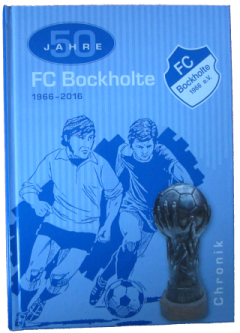 50
JAHRE
FC Bockholte
1966-2016
FC
Bockholte
1966 e.V.
Chronik